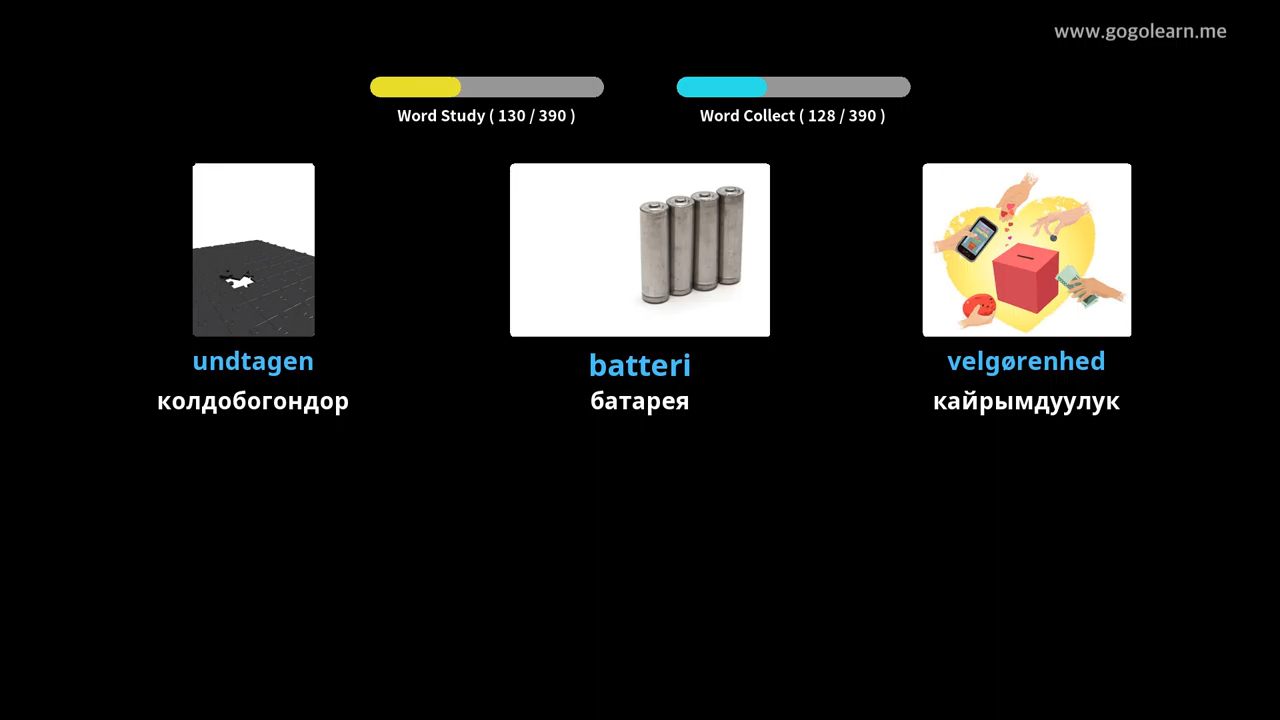 www.gogolearn.me
Word Study ( 130 / 390 )
Word Collect ( 128 / 390 )
undtagen
batteri
velgørenhed
колдобогондор
батарея
кайрымдуулук